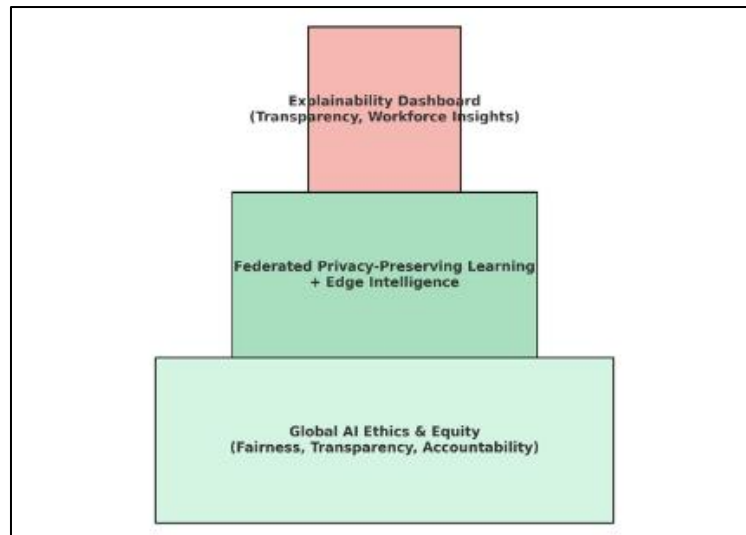 Explainability Dashboard
(Transparency, Workforce Insights)
Federated Privacy-Preserving Learning
+ Edge Intelligence
Global AI Ethics & Equity
(Fairness, Transparency, Accountability)